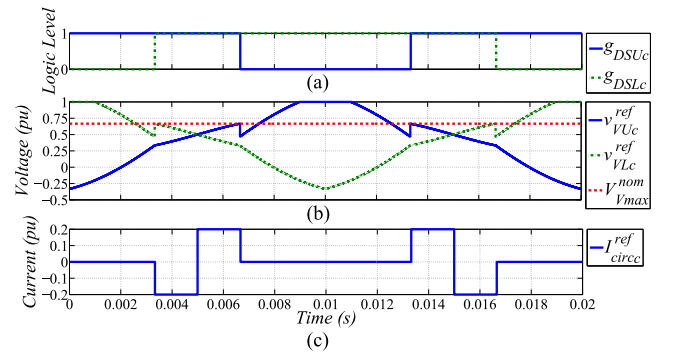 Logic Level
1
0
g_DSUc
g_DSLc
(a)
Voltage (pu)
1
0.75
0.5
0.25
0
−0.25
−0.5
v_VUc^ref
v_VLc^ref
V_Vmax^nom
(b)
Current (pu)
0.2
0.1
0
−0.1
−0.2
I_circc^ref
0 0.002 0.004 0.006 0.008 0.01 0.012 0.014 0.016 0.018 0.02
Time (s)
(c)